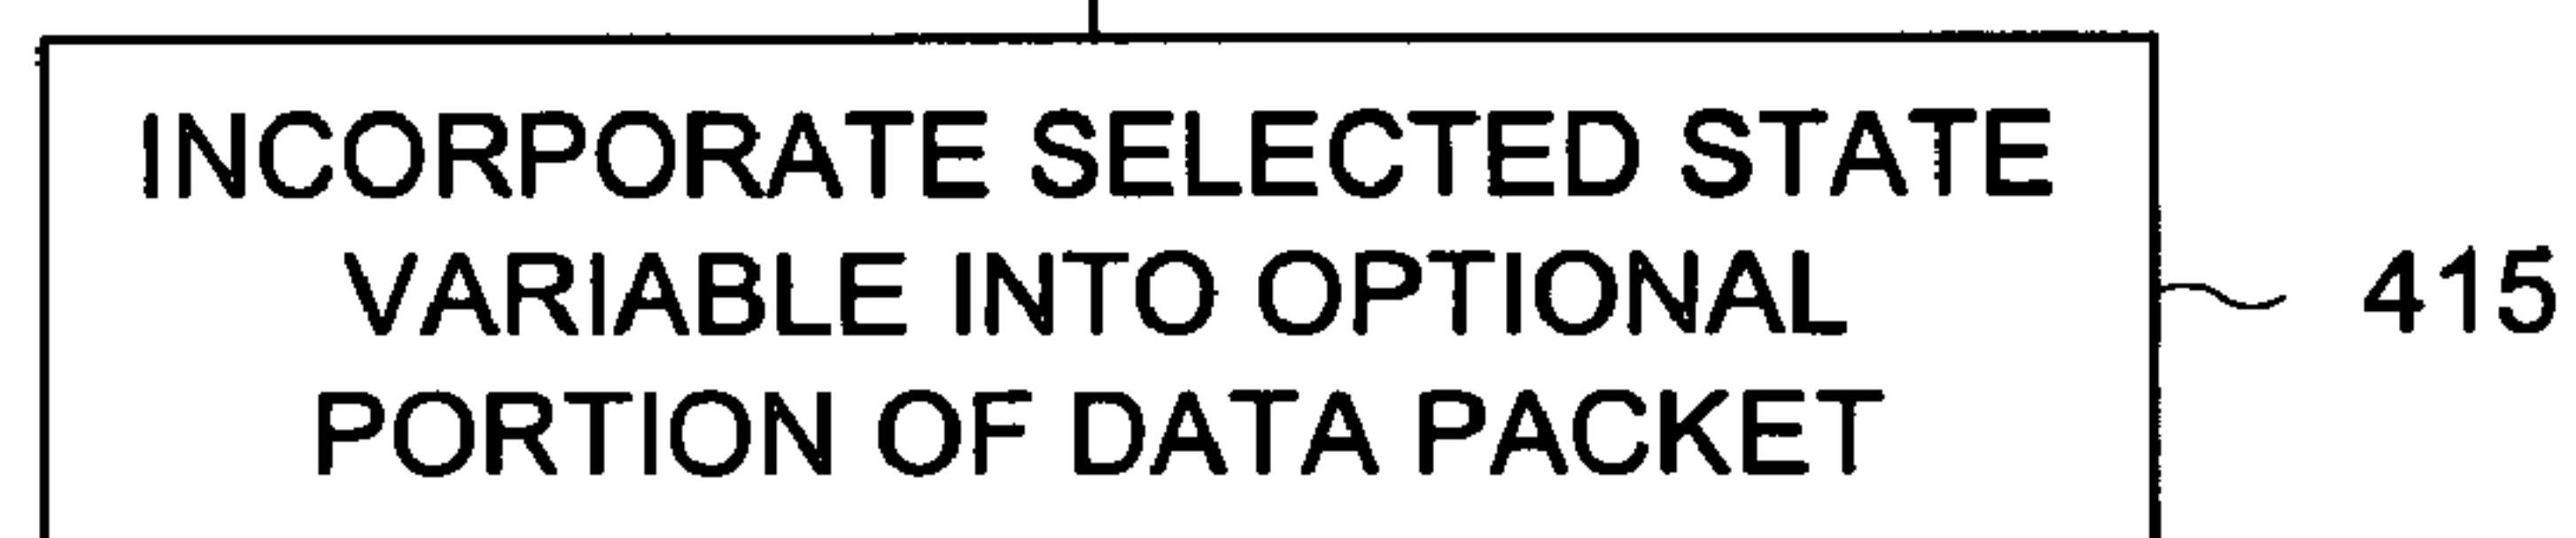 INCORPORATE SELECTED STATE
VARIABLE INTO OPTIONAL
PORTION OF DATA PACKET
415